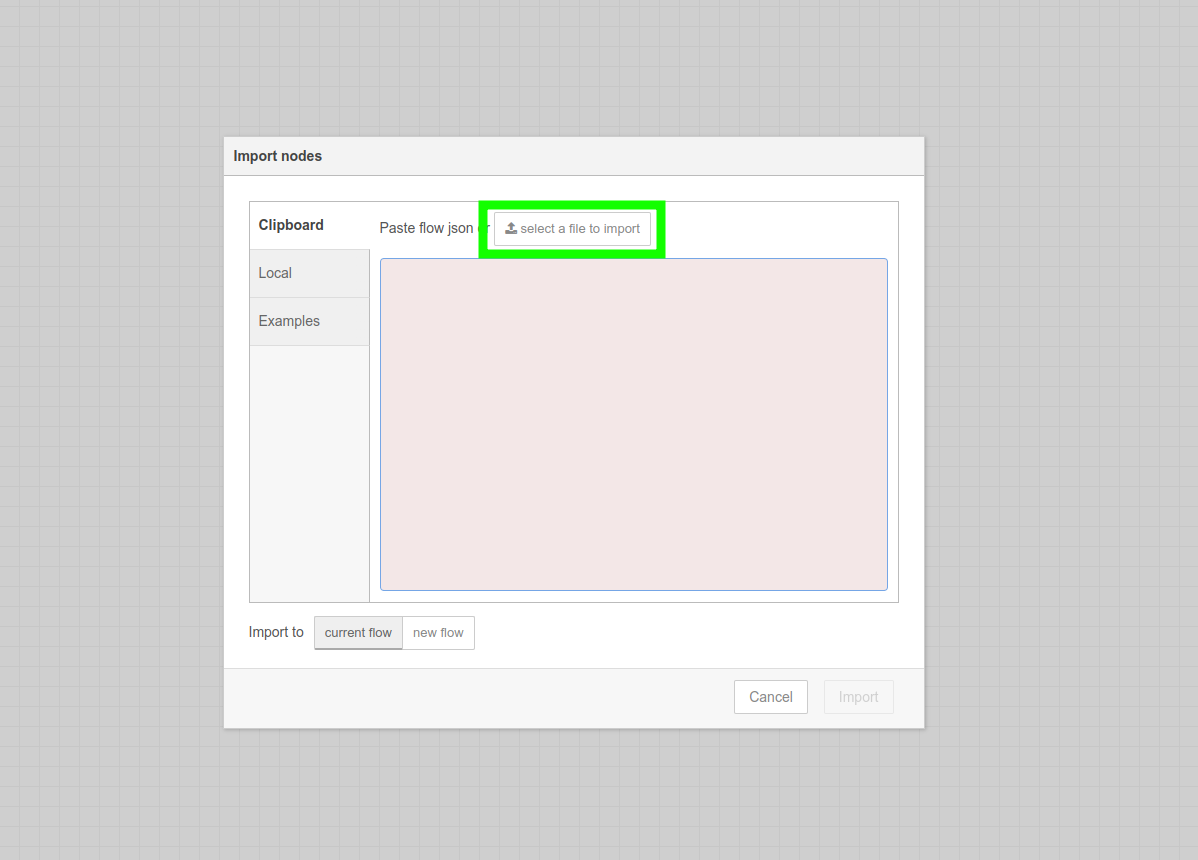 Import nodes
Clipboard
Paste flow json or
select a file to import
Local
Examples
Import to
current flow
new flow
Cancel
Import